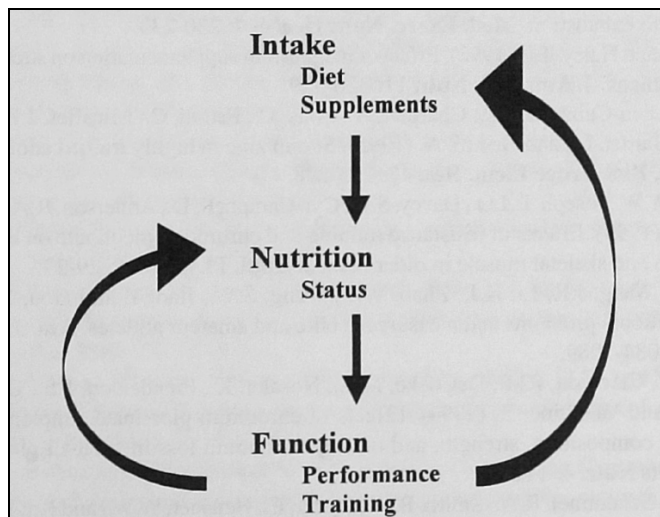 Intake
Diet
Supplements
Nutrition
Status
Function
Performance
Training